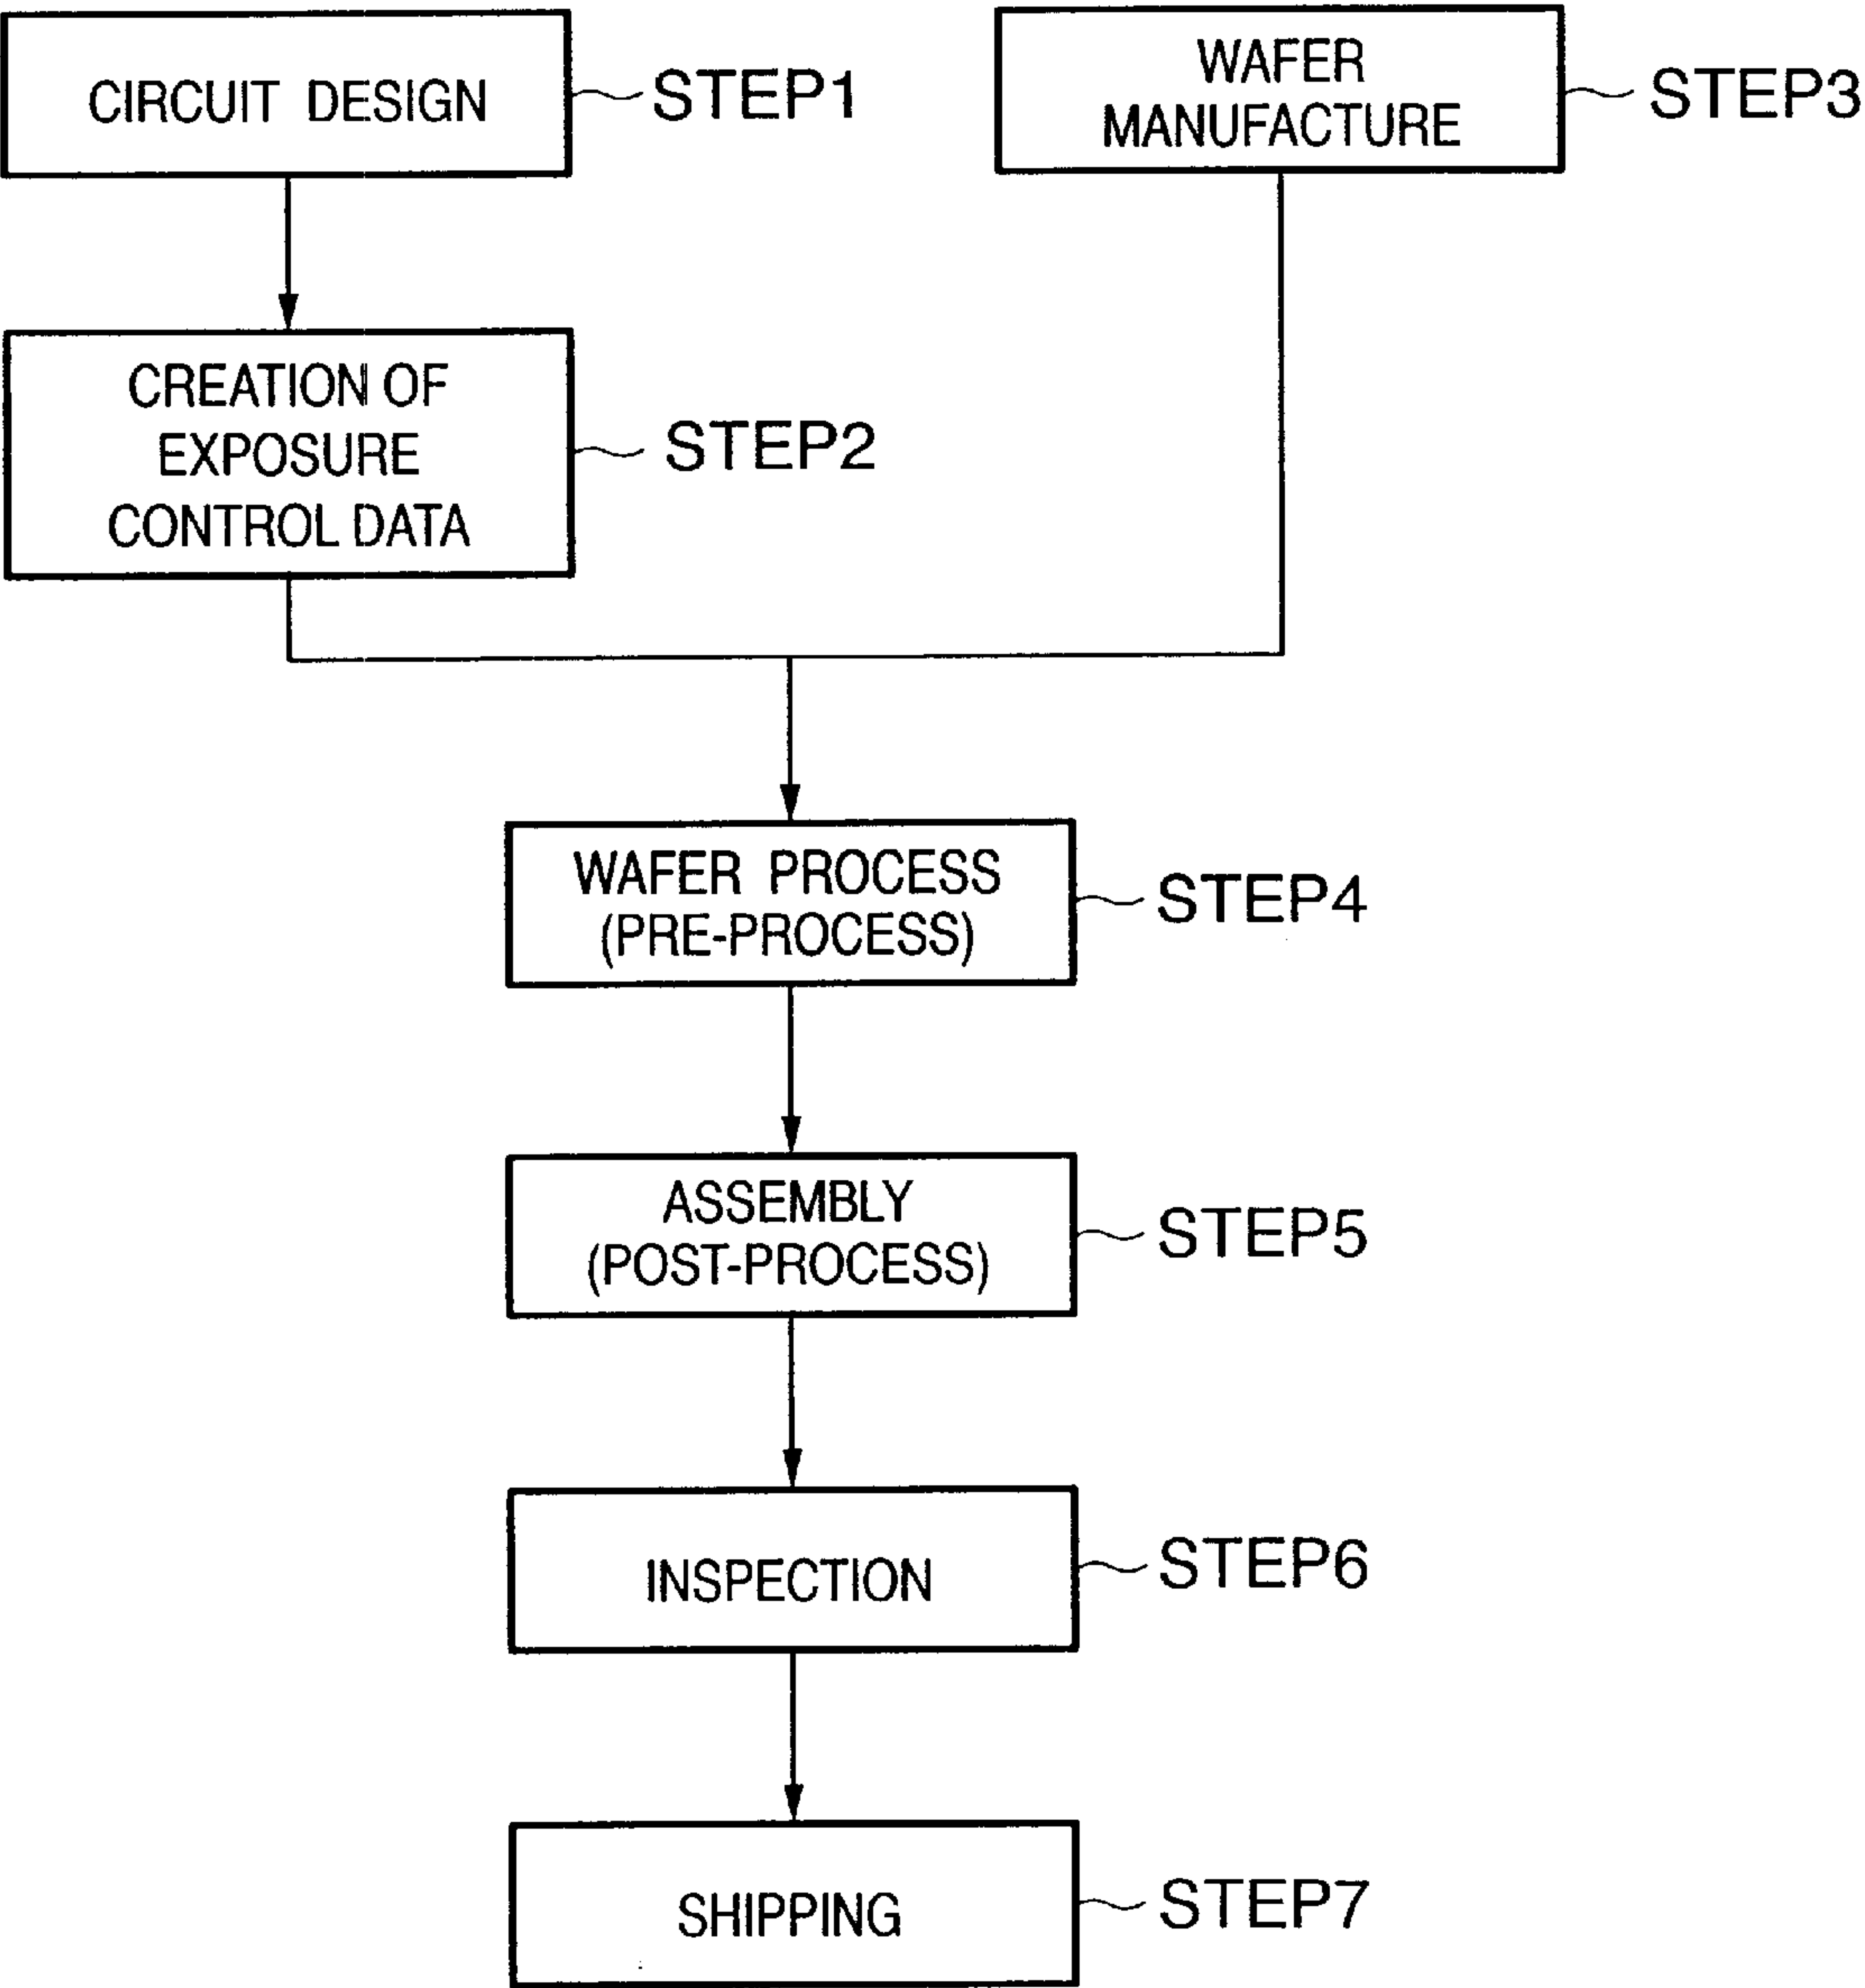 CIRCUIT DESIGN
STEP1
WAFER
MANUFACTURE
STEP3
CREATION OF
EXPOSURE
CONTROL DATA
STEP2
WAFER PROCESS
(PRE-PROCESS)
STEP4
ASSEMBLY
(POST-PROCESS)
STEP5
INSPECTION
STEP6
SHIPPING
STEP7